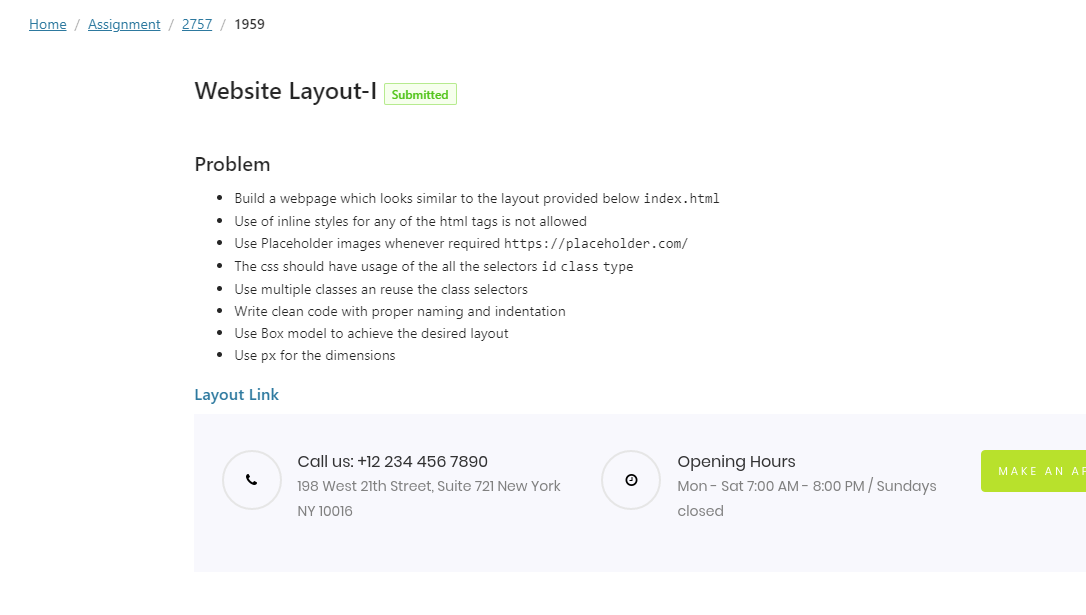 Home / Assignment / 2757 / 1959
Website Layout-I Submitted
Problem
Build a webpage which looks similar to the layout provided below index.html
Use of inline styles for any of the html tags is not allowed
Use Placeholder images whenever required https://placeholder.com/
The css should have usage of the all the selectors id class type
Use multiple classes an reuse the class selectors
Write clean code with proper naming and indentation
Use Box model to achieve the desired layout
Use px for the dimensions
Layout Link
Call us: +12 234 456 7890
198 West 21th Street, Suite 721 New York
NY 10016
Opening Hours
Mon - Sat 7:00 AM - 8:00 PM / Sundays
closed
MAKE AN